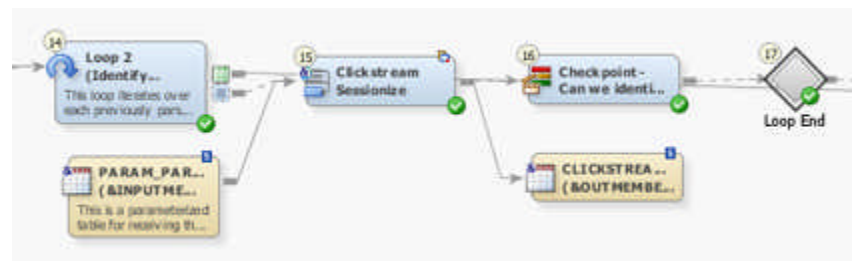 14
Loop 2
(Identify...
This loop iterates over
each previously pars...
15
Clickstream
Sessionize
16
Checkpoint -
Can we identi...
17
Loop End
PARAM_PAR...
(&INPUTME...
This is a parameterized
table for receiving th...
CLICKSTREA...
(&OUTMEMBE...